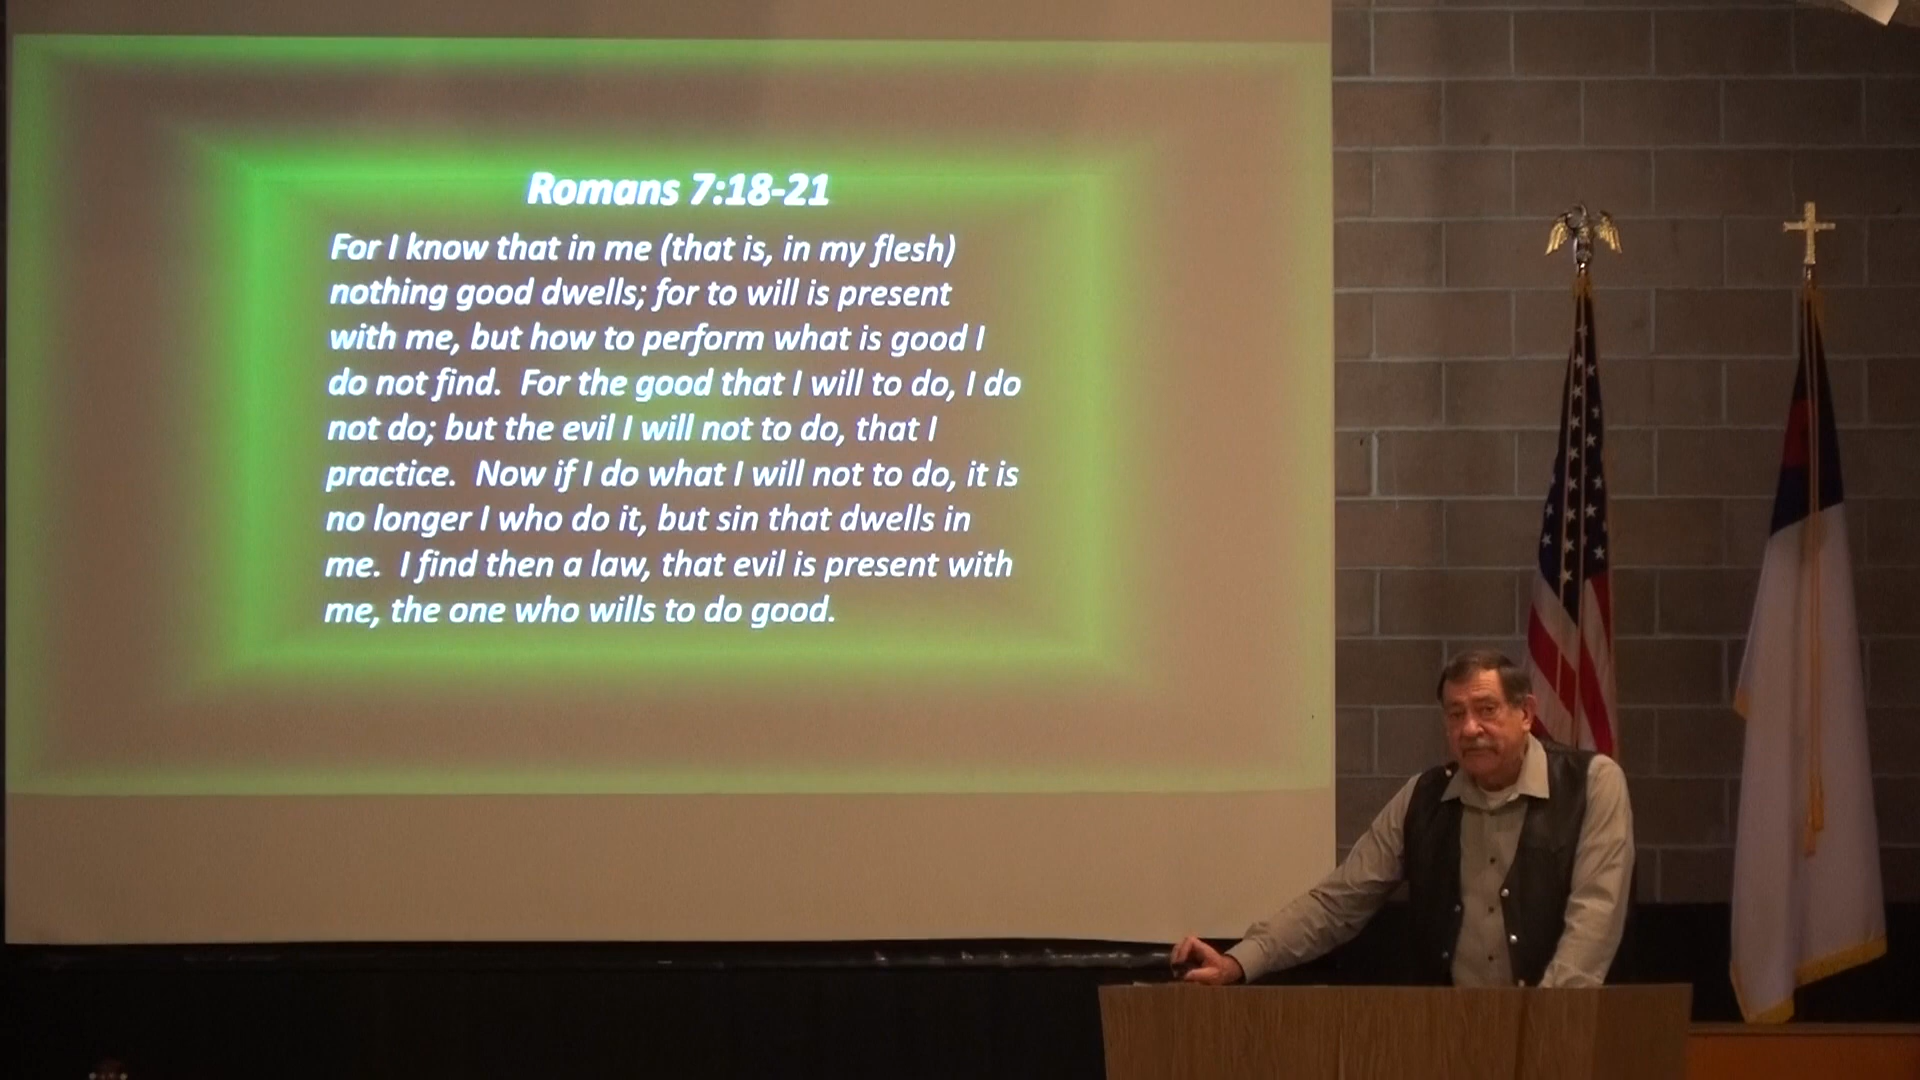 Romans 7:18-21
For I know that in me (that is, in my flesh)
nothing good dwells; for to will is present
with me, but how to perform what is good I
do not find.  For the good that I will to do, I do
not do; but the evil I will not to do, that I
practice.  Now if I do what I will not to do, it is
no longer I who do it, but sin that dwells in
me.  I find then a law, that evil is present with
me, the one who wills to do good.